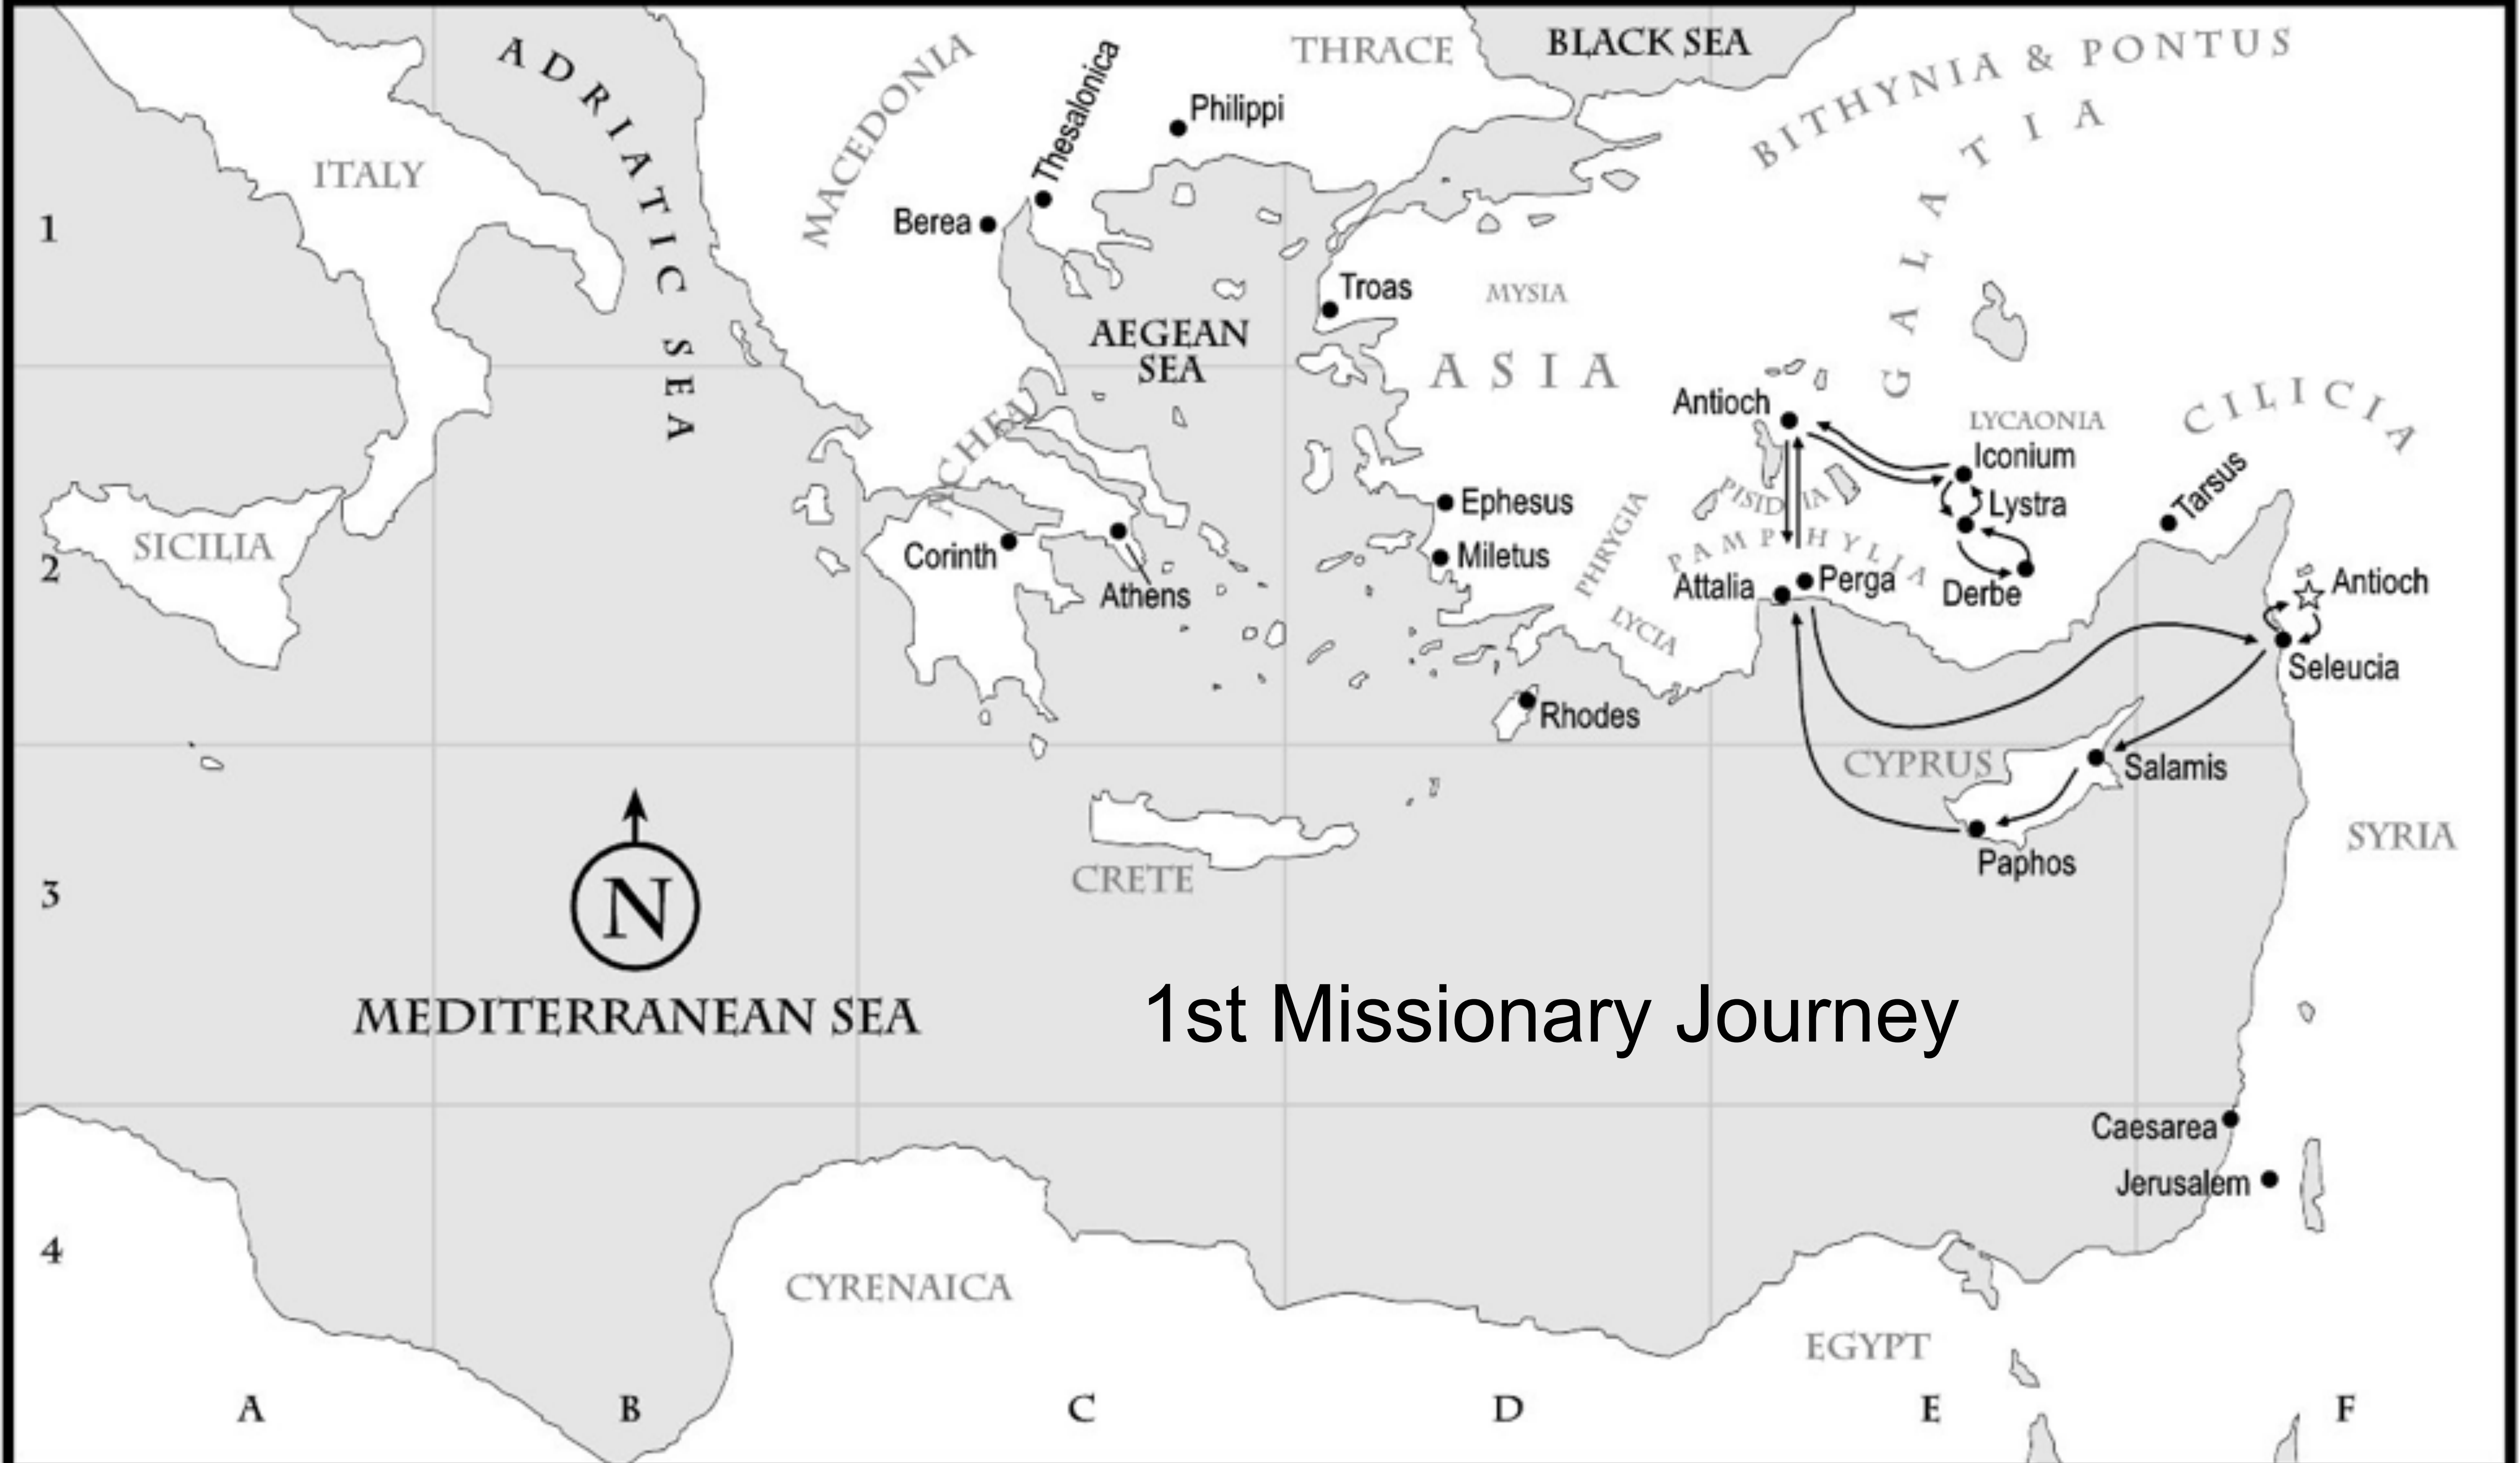 ADRIATIC SEA
MACEDONIA
Thesalonica
THRACE
BLACK SEA
BITHYNIA & PONTUS
GALATIA
Philippi
ITALY
1
Berea
Troas
MYSIA
AEGEAN
SEA
ASIA
ACHEA
Antioch
LYCAONIA
CILICIA
Iconium
Tarsus
Lystra
PISIDIA
SICILIA
2
Corinth
Athens
Ephesus
Miletus
PHRYGIA
PAMPHYLIA
Attalia
Perga
Derbe
Antioch
LYCIA
Seleucia
Rhodes
CYPRUS
Salamis
SYRIA
Paphos
CRETE
3
N
MEDITERRANEAN SEA
1st Missionary Journey
Caesarea
Jerusalem
4
CYRENAICA
EGYPT
A
B
C
D
E
F